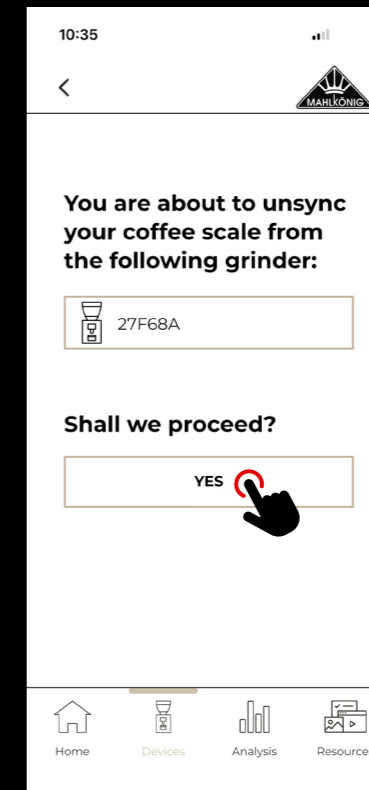 10:35
MAHLKÖNIG
You are about to unsync
your coffee scale from
the following grinder:
27F68A
Shall we proceed?
YES
Home
Devices
Analysis
Resource